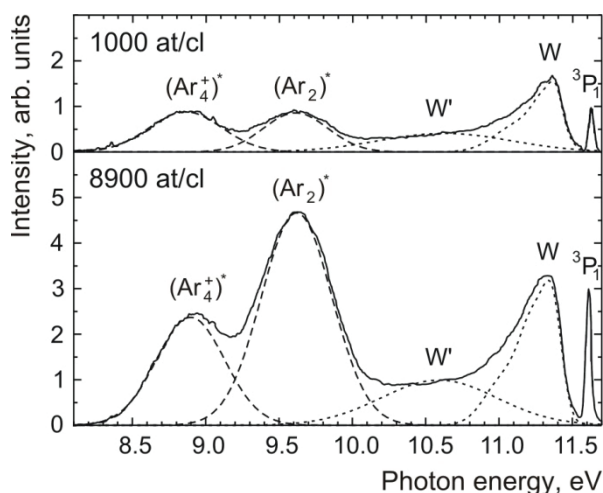 1000 at/cl
(Ar₄⁺)*
(Ar₂)*
W'
W
³P₁
2
1
0
8900 at/cl
(Ar₄⁺)*
(Ar₂)*
W'
W
³P₁
5
4
3
2
1
0
8.5 9.0 9.5 10.0 10.5 11.0 11.5
Photon energy, eV
Intensity, arb. units